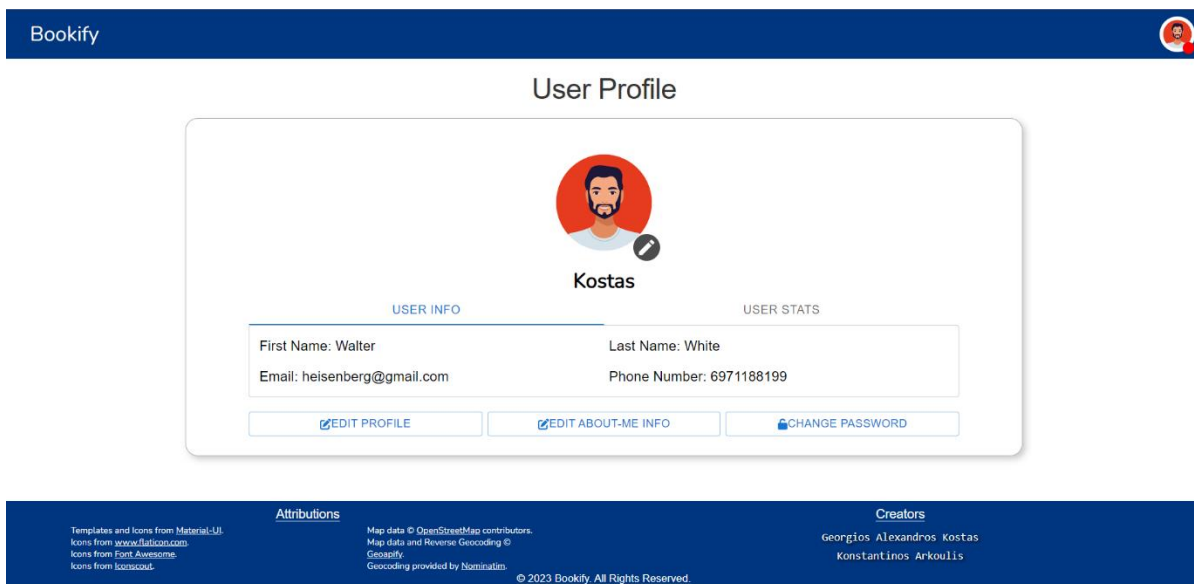 Bookify
User Profile
Kostas
USER INFO
USER STATS
First Name: Walter
Last Name: White
Email: heisenberg@gmail.com
Phone Number: 6971188199
EDIT PROFILE
EDIT ABOUT-ME INFO
CHANGE PASSWORD
Attributions
Templates and Icons from Material-UI.
Icons from www.flaticon.com.
Icons from Font Awesome.
Icons from Iconscout.
Map data © OpenStreetMap contributors.
Map data and Reverse Geocoding ©
Geoapify.
Geocoding provided by Nominatim.
Creators
Georgios Alexandros Kostas
Konstantinos Arkoulis
© 2023 Bookify. All Rights Reserved.